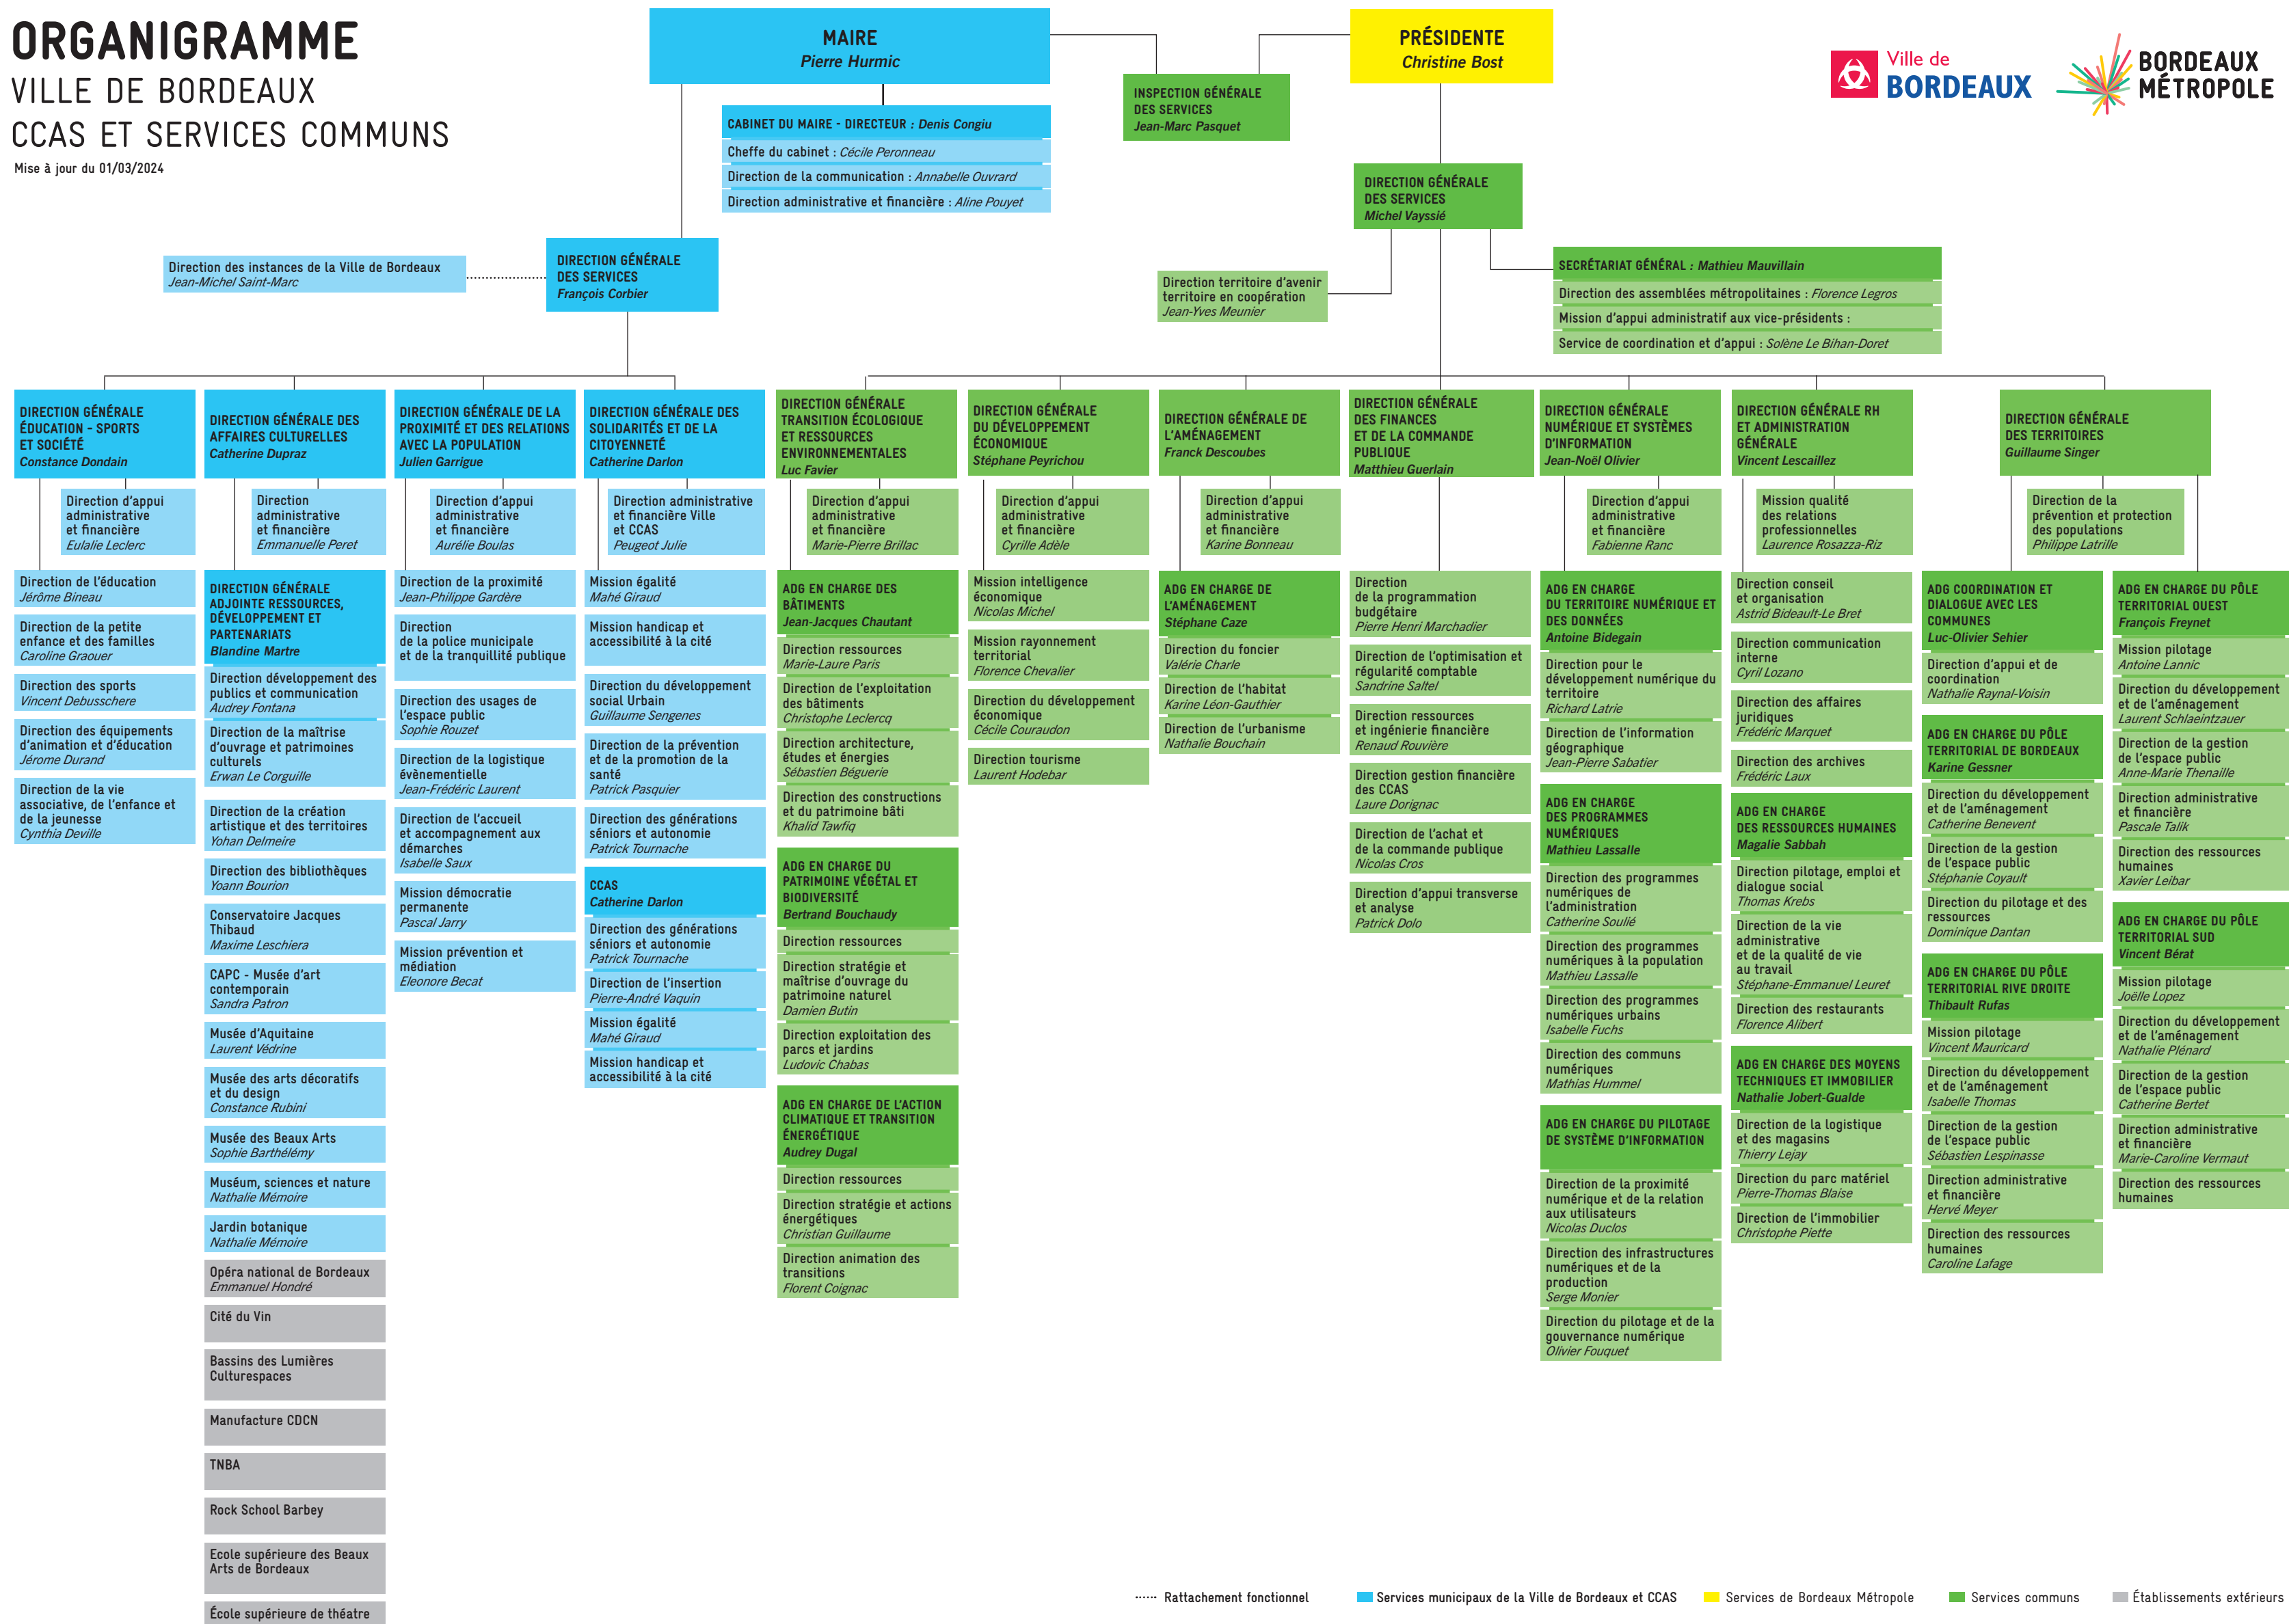 ORGANIGRAMME
VILLE DE BORDEAUX
CCAS ET SERVICES COMMUNS
Mise à jour du 01/03/2024
MAIRE
Pierre Hurmic
PRÉSIDENTE
Christine Bost
Ville de
BORDEAUX
BORDEAUX
MÉTROPOLE
INSPECTION GÉNÉRALE
DES SERVICES
Jean-Marc Pasquet
CABINET DU MAIRE - DIRECTEUR : Denis Congiu
Cheffe du cabinet : Cécile Peronneau
Direction de la communication : Annabelle Ouvrard
Direction administrative et financière : Aline Pouyet
DIRECTION GÉNÉRALE
DES SERVICES
Michel Vayssié
Direction des instances de la Ville de Bordeaux
Jean-Michel Saint-Marc
DIRECTION GÉNÉRALE
DES SERVICES
François Corbier
Direction territoire d'avenir
territoire en coopération
Jean-Yves Meunier
SECRÉTARIAT GÉNÉRAL : Mathieu Mauvillain
Direction des assemblées métropolitaines : Florence Legros
Mission d'appui administratif aux vice-présidents :
Service de coordination et d'appui : Solène Le Bihan-Doret
DIRECTION GÉNÉRALE
ÉDUCATION - SPORTS
ET SOCIÉTÉ
Constance Dondain
Direction d'appui
administrative
et financière
Eulalie Leclerc
Direction de l'éducation
Jérôme Bineau
Direction de la petite
enfance et des familles
Caroline Graouer
Direction des sports
Vincent Debusschere
Direction des équipements
d'animation et d'éducation
Jérome Durand
Direction de la vie
associative, de l'enfance et
de la jeunesse
Cynthia Deville
DIRECTION GÉNÉRALE DES
AFFAIRES CULTURELLES
Catherine Dupraz
Direction
administrative
et financière
Emmanuelle Peret
DIRECTION GÉNÉRALE
ADJOINTE RESSOURCES,
DÉVELOPPEMENT ET
PARTENARIATS
Blandine Martre
Direction développement des
publics et communication
Audrey Fontana
Direction de la maîtrise
d'ouvrage et patrimoines
culturels
Erwan Le Corguille
Direction de la création
artistique et des territoires
Yohan Delmeire
Direction des bibliothèques
Yoann Bourion
Conservatoire Jacques
Thibaud
Maxime Leschiera
CAPC - Musée d'art
contemporain
Sandra Patron
Musée d'Aquitaine
Laurent Védrine
Musée des arts décoratifs
et du design
Constance Rubini
Musée des Beaux Arts
Sophie Barthélémy
Muséum, sciences et nature
Nathalie Mémoire
Jardin botanique
Nathalie Mémoire
Opéra national de Bordeaux
Emmanuel Hondré
Cité du Vin
Bassins des Lumières
Culturespaces
Manufacture CDCN
TNBA
Rock School Barbey
Ecole supérieure des Beaux
Arts de Bordeaux
École supérieure de théatre
DIRECTION GÉNÉRALE DE LA
PROXIMITÉ ET DES RELATIONS
AVEC LA POPULATION
Julien Garrigue
Direction d'appui
administrative
et financière
Aurélie Boulas
Direction de la proximité
Jean-Philippe Gardère
Direction
de la police municipale
et de la tranquillité publique
Direction des usages de
l'espace public
Sophie Rouzet
Direction de la logistique
évènementielle
Jean-Frédéric Laurent
Direction de l'accueil
et accompagnement aux
démarches
Isabelle Saux
Mission démocratie
permanente
Pascal Jarry
Mission prévention et
médiation
Eleonore Becat
DIRECTION GÉNÉRALE DES
SOLIDARITÉS ET DE LA
CITOYENNETÉ
Catherine Darlon
Direction administrative
et financière Ville
et CCAS
Peugeot Julie
Mission égalité
Mahé Giraud
Mission handicap et
accessibilité à la cité
Direction du développement
social Urbain
Guillaume Sengenes
Direction de la prévention
et de la promotion de la
santé
Patrick Pasquier
Direction des générations
séniors et autonomie
Patrick Tournache
CCAS
Catherine Darlon
Direction des générations
séniors et autonomie
Patrick Tournache
Direction de l'insertion
Pierre-André Vaquin
Mission égalité
Mahé Giraud
Mission handicap et
accessibilité à la cité
DIRECTION GÉNÉRALE
TRANSITION ÉCOLOGIQUE
ET RESSOURCES
ENVIRONNEMENTALES
Luc Favier
Direction d'appui
administrative
et financière
Marie-Pierre Brillac
ADG EN CHARGE DES
BÂTIMENTS
Jean-Jacques Chautant
Direction ressources
Marie-Laure Paris
Direction de l'exploitation
des bâtiments
Christophe Leclercq
Direction architecture,
études et énergies
Sébastien Béguerie
Direction des constructions
et du patrimoine bâti
Khalid Tawfiq
ADG EN CHARGE DU
PATRIMOINE VÉGÉTAL ET
BIODIVERSITÉ
Bertrand Bouchaudy
Direction ressources
Direction stratégie et
maîtrise d'ouvrage du
patrimoine naturel
Damien Butin
Direction exploitation des
parcs et jardins
Ludovic Chabas
ADG EN CHARGE DE L'ACTION
CLIMATIQUE ET TRANSITION
ÉNERGÉTIQUE
Audrey Dugal
Direction ressources
Direction stratégie et actions
énergétiques
Christian Guillaume
Direction animation des
transitions
Florent Coignac
DIRECTION GÉNÉRALE
DU DÉVELOPPEMENT
ÉCONOMIQUE
Stéphane Peyrichou
Direction d'appui
administrative
et financière
Cyrille Adèle
Mission intelligence
économique
Nicolas Michel
Mission rayonnement
territorial
Florence Chevalier
Direction du développement
économique
Cécile Couraudon
Direction tourisme
Laurent Hodebar
DIRECTION GÉNÉRALE DE
L'AMÉNAGEMENT
Franck Descoubes
Direction d'appui
administrative
et financière
Karine Bonneau
ADG EN CHARGE DE
L'AMÉNAGEMENT
Stéphane Caze
Direction du foncier
Valérie Charle
Direction de l'habitat
Karine Léon-Gauthier
Direction de l'urbanisme
Nathalie Bouchain
DIRECTION GÉNÉRALE
DES FINANCES
ET DE LA COMMANDE
PUBLIQUE
Matthieu Guerlain
Direction
de la programmation
budgétaire
Pierre Henri Marchadier
Direction de l'optimisation et
régularité comptable
Sandrine Saltel
Direction ressources
et ingénierie financière
Renaud Rouvière
Direction gestion financière
des CCAS
Laure Dorignac
Direction de l'achat et
de la commande publique
Nicolas Cros
Direction d'appui transverse
et analyse
Patrick Dolo
DIRECTION GÉNÉRALE
NUMÉRIQUE ET SYSTÈMES
D'INFORMATION
Jean-Noël Olivier
Direction d'appui
administrative
et financière
Fabienne Ranc
ADG EN CHARGE
DU TERRITOIRE NUMÉRIQUE ET
DES DONNÉES
Antoine Bidegain
Direction pour le
développement numérique du
territoire
Richard Latrie
Direction de l'information
géographique
Jean-Pierre Sabatier
ADG EN CHARGE
DES PROGRAMMES
NUMÉRIQUES
Mathieu Lassalle
Direction des programmes
numériques de
l'administration
Catherine Soulié
Direction des programmes
numériques à la population
Mathieu Lassalle
Direction des programmes
numériques urbains
Isabelle Fuchs
Direction des communs
numériques
Mathias Hummel
ADG EN CHARGE DU PILOTAGE
DE SYSTÈME D'INFORMATION
Direction de la proximité
numérique et de la relation
aux utilisateurs
Nicolas Duclos
Direction des infrastructures
numériques et de la
production
Serge Monier
Direction du pilotage et de la
gouvernance numérique
Olivier Fouquet
DIRECTION GÉNÉRALE RH
ET ADMINISTRATION
GÉNÉRALE
Vincent Lescaillez
Mission qualité
des relations
professionnelles
Laurence Rosazza-Riz
Direction conseil
et organisation
Astrid Bideault-Le Bret
Direction communication
interne
Cyril Lozano
Direction des affaires
juridiques
Frédéric Marquet
Direction des archives
Frédéric Laux
ADG EN CHARGE
DES RESSOURCES HUMAINES
Magalie Sabbah
Direction pilotage, emploi et
dialogue social
Thomas Krebs
Direction de la vie
administrative
et de la qualité de vie
au travail
Stéphane-Emmanuel Leuret
Direction des restaurants
Florence Alibert
ADG EN CHARGE DES MOYENS
TECHNIQUES ET IMMOBILIER
Nathalie Jobert-Gualde
Direction de la logistique
et des magasins
Thierry Lejay
Direction du parc matériel
Pierre-Thomas Blaise
Direction de l'immobilier
Christophe Piette
DIRECTION GÉNÉRALE
DES TERRITOIRES
Guillaume Singer
Direction de la
prévention et protection
des populations
Philippe Latrille
ADG COORDINATION ET
DIALOGUE AVEC LES
COMMUNES
Luc-Olivier Sehier
Direction d'appui et de
coordination
Nathalie Raynal-Voisin
ADG EN CHARGE DU PÔLE
TERRITORIAL DE BORDEAUX
Karine Gessner
Direction du développement
et de l'aménagement
Catherine Benevent
Direction de la gestion
de l'espace public
Stéphanie Coyault
Direction du pilotage et des
ressources
Dominique Dantan
ADG EN CHARGE DU PÔLE
TERRITORIAL RIVE DROITE
Thibault Rufas
Mission pilotage
Vincent Mauricard
Direction du développement
et de l'aménagement
Isabelle Thomas
Direction de la gestion
de l'espace public
Sébastien Lespinasse
Direction administrative
et financière
Hervé Meyer
Direction des ressources
humaines
Caroline Lafage
ADG EN CHARGE DU PÔLE
TERRITORIAL OUEST
François Freynet
Mission pilotage
Antoine Lannic
Direction du développement
et de l'aménagement
Laurent Schlaeintzauer
Direction de la gestion
de l'espace public
Anne-Marie Thenaille
Direction administrative
et financière
Pascale Talik
Direction des ressources
humaines
Xavier Leibar
ADG EN CHARGE DU PÔLE
TERRITORIAL SUD
Vincent Bérat
Mission pilotage
Joëlle Lopez
Direction du développement
et de l'aménagement
Nathalie Plénard
Direction de la gestion
de l'espace public
Catherine Bertet
Direction administrative
et financière
Marie-Caroline Vermaut
Direction des ressources
humaines
Rattachement fonctionnel
Services municipaux de la Ville de Bordeaux et CCAS
Services de Bordeaux Métropole
Services communs
Établissements extérieurs